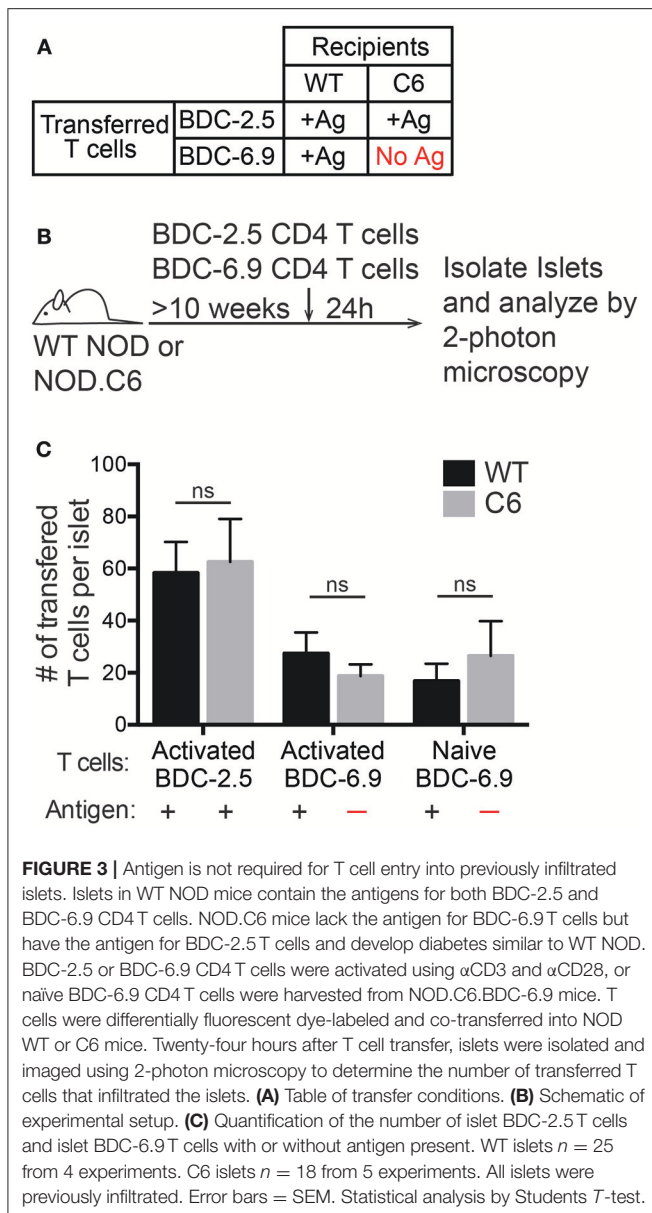 A
Recipients
WT C6
Transferred T cells BDC-2.5 +Ag +Ag
BDC-6.9 +Ag No Ag
B
BDC-2.5 CD4 T cells
BDC-6.9 CD4 T cells
>10 weeks 24h
WT NOD or
NOD.C6
Isolate Islets
and analyze by
2-photon
microscopy
C
# of transfered
T cells per islet
100
80
60
40
20
0
ns ns ns
WT
C6
T cells: Activated BDC-2.5 Activated BDC-6.9 Naive BDC-6.9
Antigen: + + + — + —
FIGURE 3 | Antigen is not required for T cell entry into previously infiltrated
islets. Islets in WT NOD mice contain the antigens for both BDC-2.5 and
BDC-6.9 CD4 T cells. NOD.C6 mice lack the antigen for BDC-6.9 T cells but
have the antigen for BDC-2.5 T cells and develop diabetes similar to WT NOD.
BDC-2.5 or BDC-6.9 CD4 T cells were activated using αCD3 and αCD28, or
naïve BDC-6.9 CD4 T cells were harvested from NOD.C6.BDC-6.9 mice. T
cells were differentially fluorescent dye-labeled and co-transferred into NOD
WT or C6 mice. Twenty-four hours after T cell transfer, islets were isolated and
imaged using 2-photon microscopy to determine the number of transferred T
cells that infiltrated the islets. (A) Table of transfer conditions. (B) Schematic of
experimental setup. (C) Quantification of the number of islet BDC-2.5 T cells
and islet BDC-6.9 T cells with or without antigen present. WT islets n = 25
from 4 experiments. C6 islets n = 18 from 5 experiments. All islets were
previously infiltrated. Error bars = SEM. Statistical analysis by Students T-test.